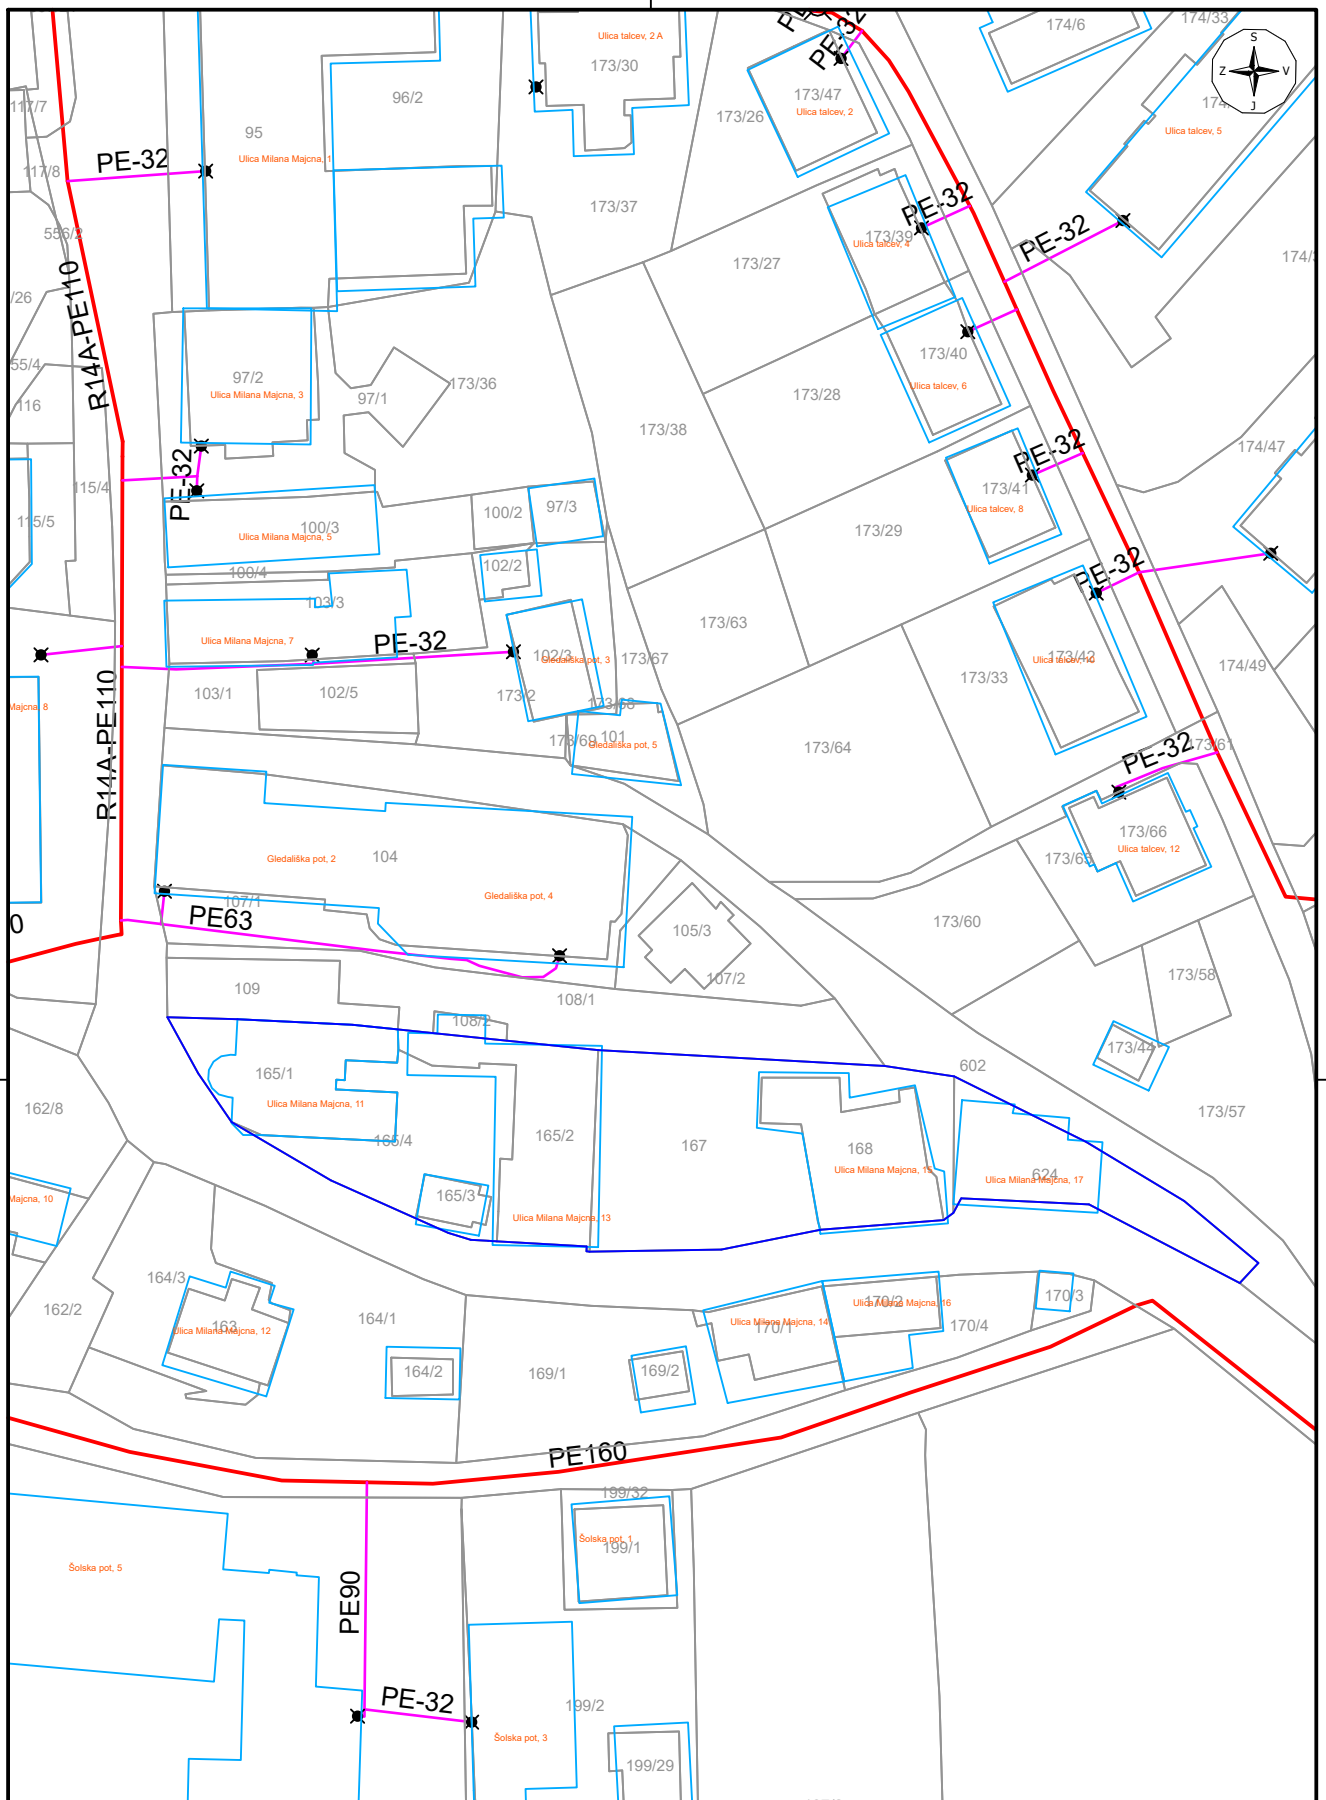 Ulica talcev, 2 A
173/30
174/6
174/33
S
Z
V
J
PE-32
117/7
96/2
173/47
Ulica talcev, 2
173/26
95
Ulica Milana Majcna, 1
Ulica talcev, 5
117/8
PE-32
173/37
PE-32
173/39
Ulica talcev, 4
PE-32
556/2
173/27
R14A-PE110
/26
173/40
Ulica talcev, 6
55/4
97/2
Ulica Milana Majcna, 3
97/1
173/36
173/28
116
173/38
174/47
PE-32
PE-32
115/4
173/41
Ulica talcev, 8
115/5
100/3
Ulica Milana Majcna, 5
100/2
97/3
173/29
102/2
100/4
PE-32
103/3
Ulica Milana Majcna, 7
PE-32
173/63
102/3
Gledališka pot, 3
173/67
173/42
Ulica talcev, 10
174/49
173/33
103/1
102/5
173/2
173/68
Majcna, 8
R14A-PE110
173/69
101
Gledališka pot, 5
173/64
173/61
PE-32
173/66
Ulica talcev, 12
Gledališka pot, 2
104
Gledališka pot, 4
107/1
PE63
0
105/3
173/60
107/2
173/58
109
108/1
108/2
173/44
602
165/1
Ulica Milana Majcna, 11
162/8
165/4
165/2
167
168
Ulica Milana Majcna, 15
173/57
624
Ulica Milana Majcna, 17
Majcna, 10
165/3
Ulica Milana Majcna, 13
164/3
162/2
163
Ulica Milana Majcna, 12
164/1
170/1
Ulica Milana Majcna, 14
170/2
Ulica Milana Majcna, 16
170/3
170/4
164/2
169/1
169/2
PE160
199/32
Šolska pot, 1
199/1
Šolska pot, 5
PE90
PE-32
199/2
Šolska pot, 3
199/29